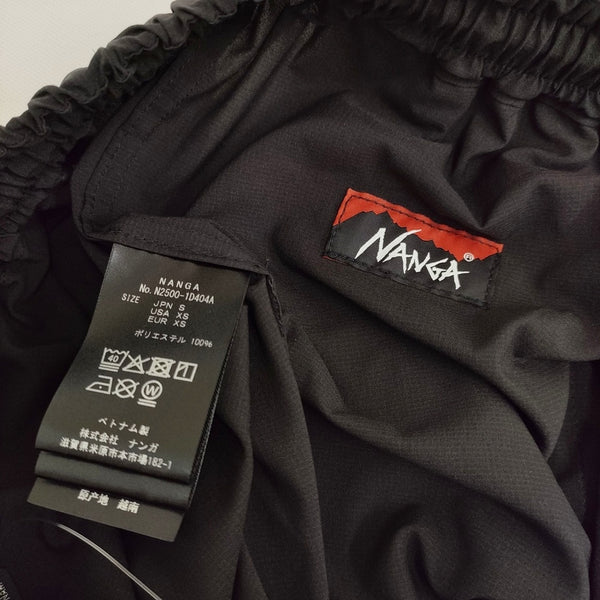 NANGA®
NANGA
No. N2500-1D404A
SIZE JPN S
USA XS
EUR XS
ポリエステル 100%
40
W
ベトナム製
株式会社 ナンガ
滋賀県米原市本市場182-1
原产地 越南